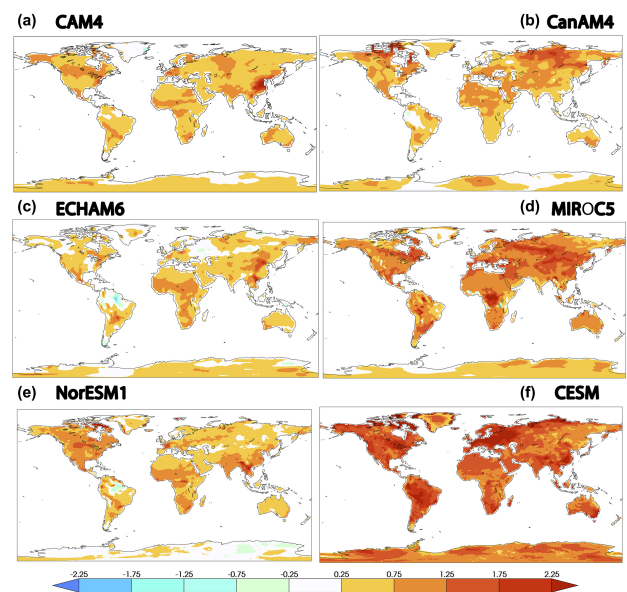 (a) CAM4
(b) CanAM4
(c) ECHAM6
(d) MIROC5
(e) NorESM1
(f) CESM
-2.25 -1.75 -1.25 -0.75 -0.25 0.25 0.75 1.25 1.75 2.25